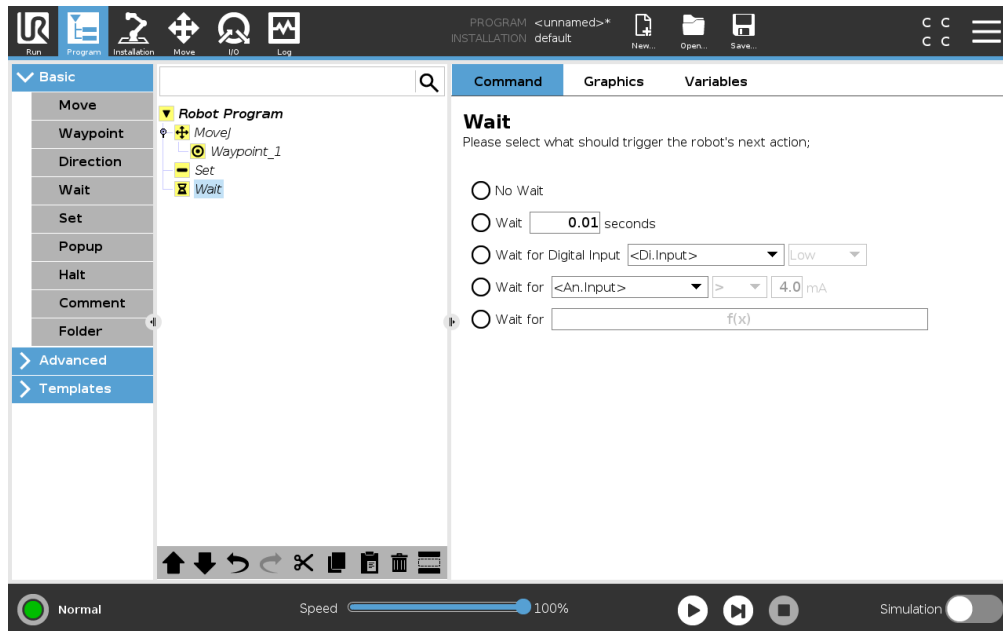 PROGRAM <unnamed>*
INSTALLATION default
UR
Run Program Installation Move I/O Log
New... Open... Save...
C C
C C
Basic
Move
Waypoint
Direction
Wait
Set
Popup
Halt
Comment
Folder
Advanced
Templates
Robot Program
MoveJ
Waypoint_1
Set
Wait
Command Graphics Variables
Wait
Please select what should trigger the robot's next action;
No Wait
Wait 0.01 seconds
Wait for Digital Input <Di.Input> Low
Wait for <An.Input> > 4.0 mA
Wait for f(x)
Normal Speed 100% Simulation